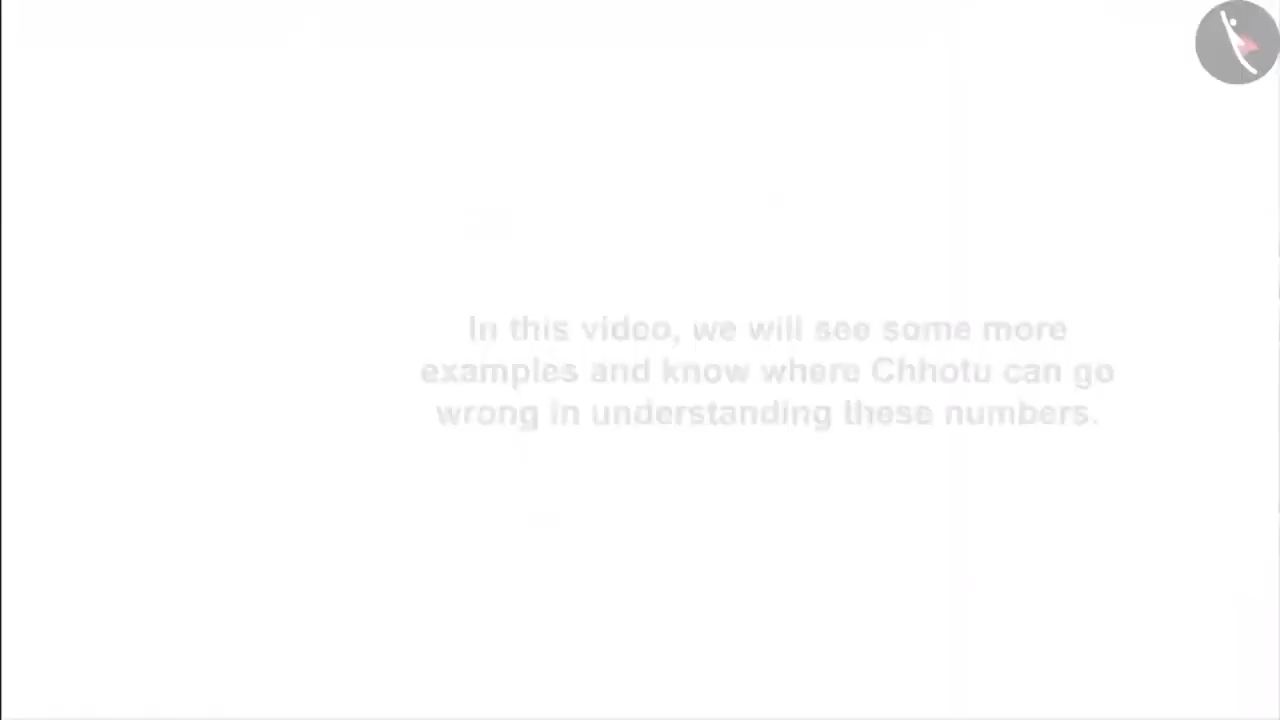 In this video, we will see some more
examples and know where Chhotu can go
wrong in understanding these numbers.